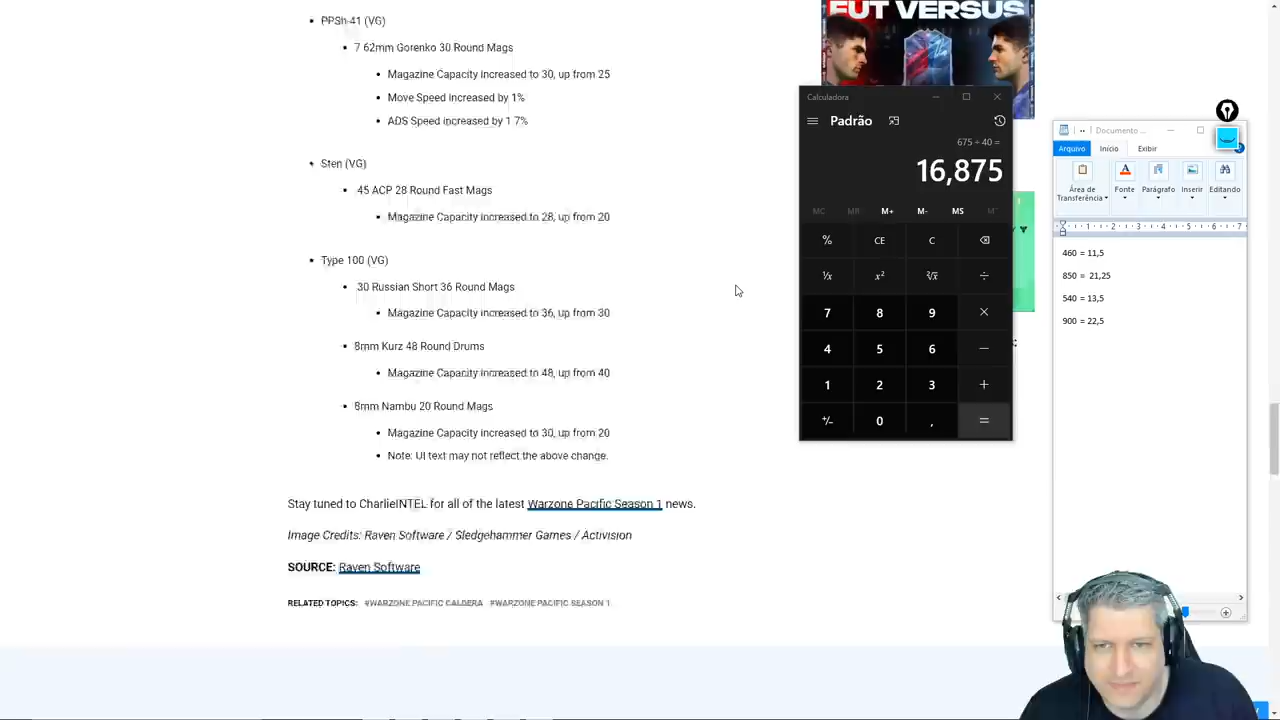 PPSh-41 (VG)
7 62mm Gorenko 30 Round Mags
Magazine Capacity increased to 30, up from 25
Move Speed increased by 1%
ADS Speed increased by 1 7%
Sten (VG)
.45 ACP 28 Round Fast Mags
Magazine Capacity increased to 28, up from 20
Type 100 (VG)
.30 Russian Short 36 Round Mags
Magazine Capacity increased to 36, up from 30
8mm Kurz 48 Round Drums
Magazine Capacity increased to 48, up from 40
8mm Nambu 20 Round Mags
Magazine Capacity increased to 30, up from 20
Note: UI text may not reflect the above change.
Stay tuned to CharlieINTEL for all of the latest Warzone Pacific Season 1 news.
Image Credits: Raven Software / Sledgehammer Games / Activision
SOURCE: Raven Software
RELATED TOPICS: #WARZONE PACIFIC CALDERA #WARZONE PACIFIC SEASON 1
FUT VERSUS
Calculadora
Padrão
675 ÷ 40 =
16,875
MC MR M+ M- MS M˅
% CE C
¹/x x² ²√x ÷
7 8 9 ×
4 5 6 −
1 2 3 +
+/- 0 , =
.. Documento ...
Arquivo Início Exibir
Área de Transferência Fonte Parágrafo Inserir Editando
1 2 3 4 5 6 7
460 = 11,5
850 = 21,25
540 = 13,5
900 = 22,5